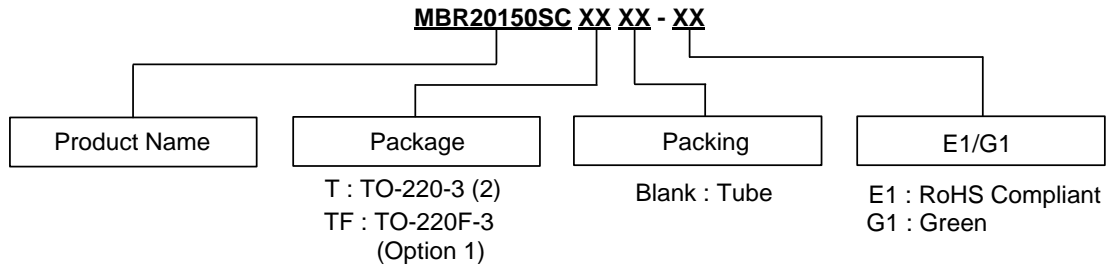 MBR20150SC XX XX - XX
Product Name
Package
Packing
E1/G1
T : TO-220-3 (2)
TF : TO-220F-3
(Option 1)
Blank : Tube
E1 : RoHS Compliant
G1 : Green